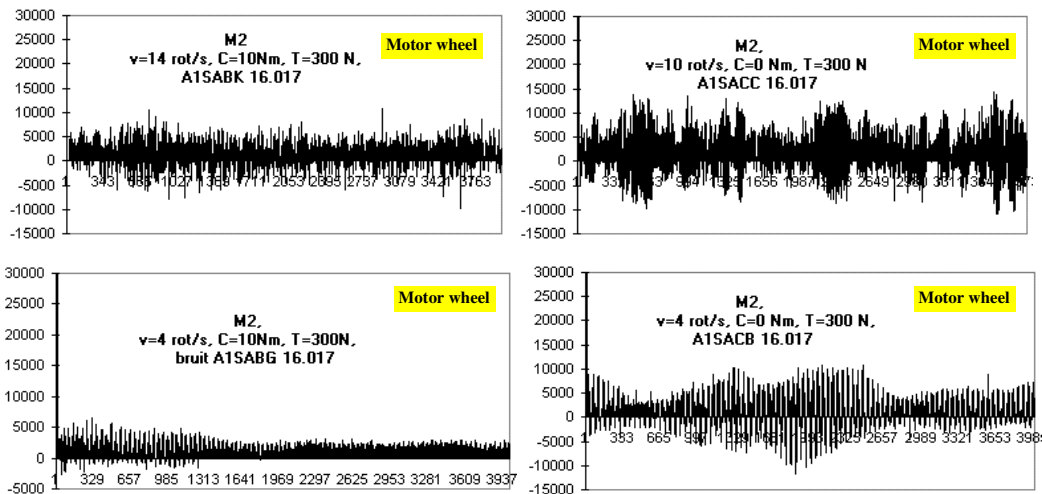 30000
25000
20000
15000
10000
5000
0
-5000
-10000
-15000
M2
v=14 rot/s, C=10Nm, T=300 N,
A1SABK 16.017
Motor wheel
1 343 1027 2053 2737 3079 3421 3763
30000
25000
20000
15000
10000
5000
0
-5000
-10000
-15000
M2,
v=10 rot/s, C=0 Nm, T=300 N
A1SACC 16.017
Motor wheel
1 1656 1987 2649
30000
25000
20000
15000
10000
5000
0
-5000
M2,
v=4 rot/s, C=10Nm, T=300N,
bruit A1SABG 16.017
Motor wheel
1 329 657 985 1313 1641 1969 2297 2625 2953 3281 3609 3937
30000
25000
20000
15000
10000
5000
0
-5000
-10000
-15000
M2,
v=4 rot/s, C=0 Nm, T=300 N,
A1SACB 16.017
Motor wheel
1 333 665 2325 2657 2989 3321 3653